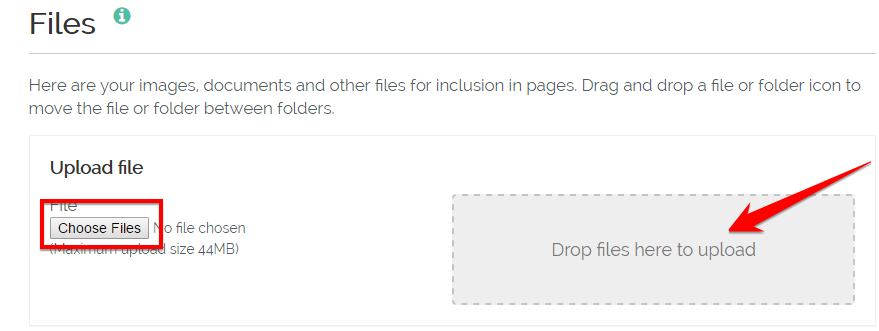 Files
Here are your images, documents and other files for inclusion in pages. Drag and drop a file or folder icon to
move the file or folder between folders.
Upload file
File
Choose Files No file chosen
(Maximum upload size 44MB)
Drop files here to upload